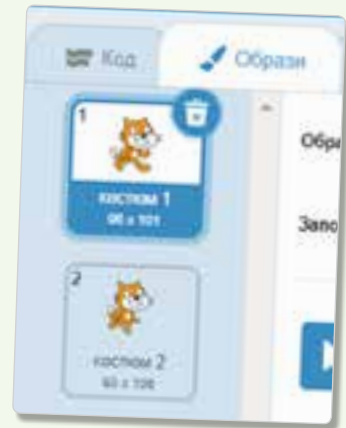 Код
Образи
1
костюм 1
96 x 101
Обра
Запо
2
костюм 2
93 x 106